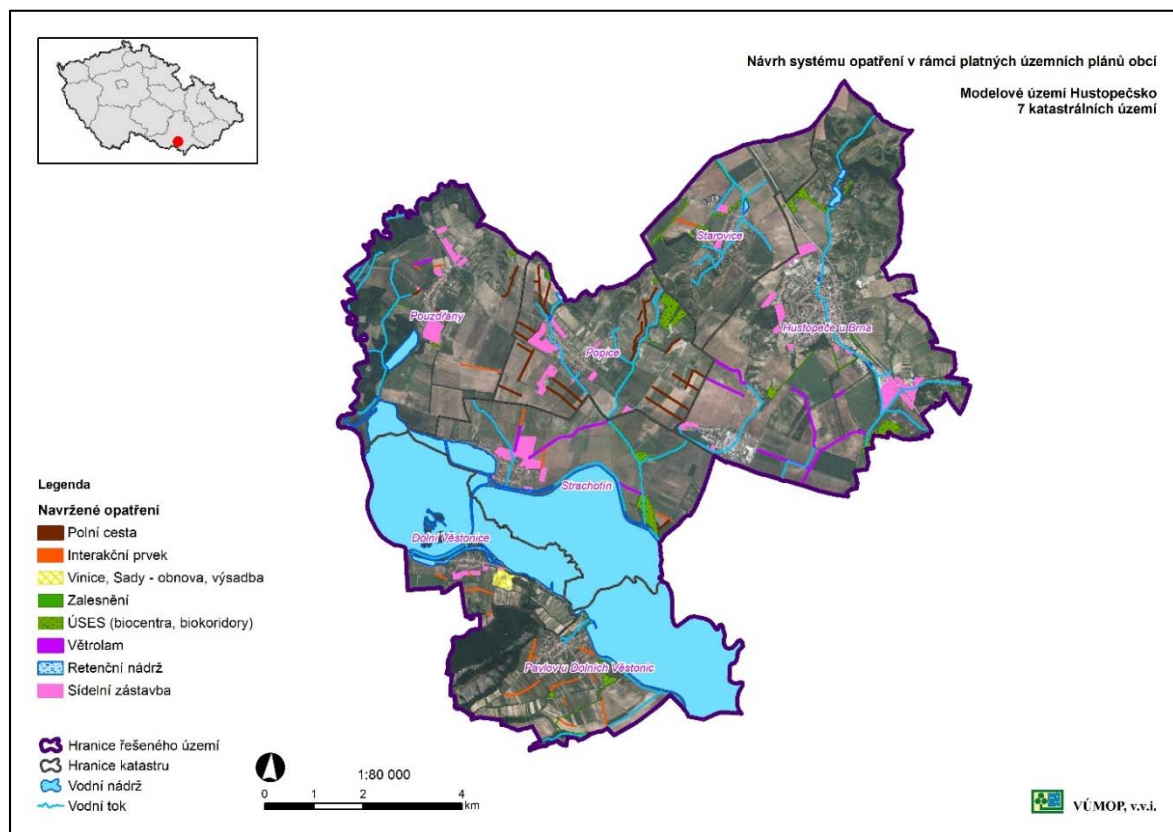 Návrh systému opatření v rámci platných územních plánů obcí
Modelové území Hustopečsko
7 katastrálních území
Starovice
Pouzdřany
Hustopeče u Brna
Popice
Strachotín
Dolní Věstonice
Pavlov u Dolních Věstonic
Legenda
Navržené opatření
Polní cesta
Interakční prvek
Vinice, Sady - obnova, výsadba
Zalesnění
ÚSES (biocentra, biokoridory)
Větrolam
Retenční nádrž
Sídelní zástavba
Hranice řešeného území
Hranice katastru
Vodní nádrž
Vodní tok
1:80 000
0 1 2 4
km
VÚMOP, v.v.i.